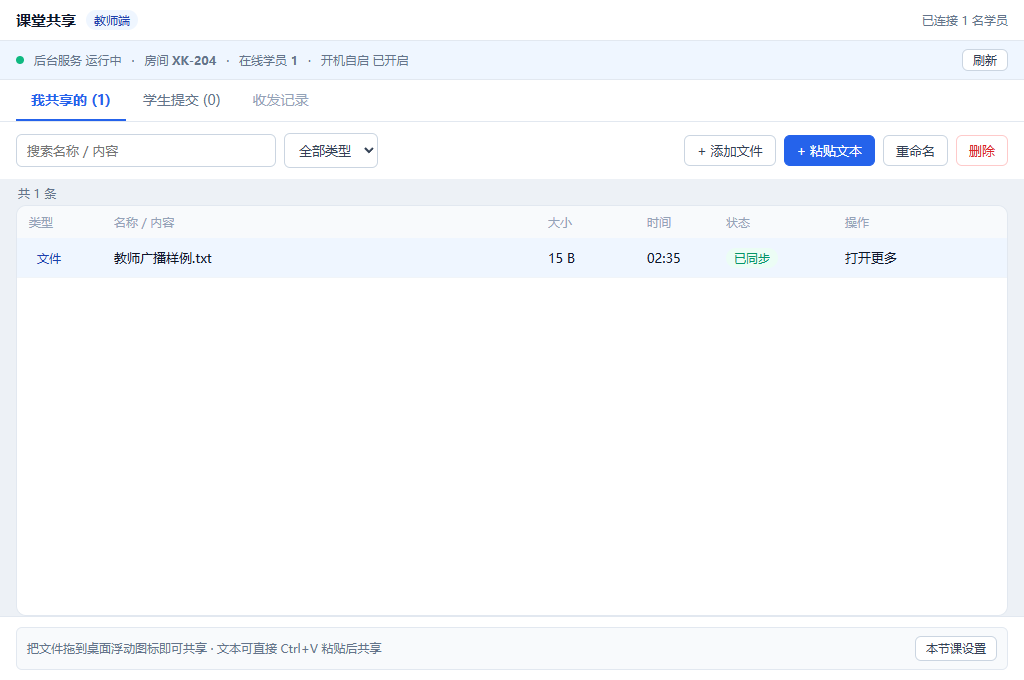 课堂共享 教师端 已连接 1 名学员
后台服务 运行中 · 房间 XK-204 · 在线学员 1 · 开机自启 已开启 刷新
我共享的 (1) 学生提交 (0) 收发记录
搜索名称 / 内容 全部类型 + 添加文件 + 粘贴文本 重命名 删除
共 1 条
类型 名称 / 内容 大小 时间 状态 操作
文件 教师广播样例.txt 15 B 02:35 已同步 打开更多
把文件拖到桌面浮动图标即可共享 · 文本可直接 Ctrl+V 粘贴后共享 本节课设置